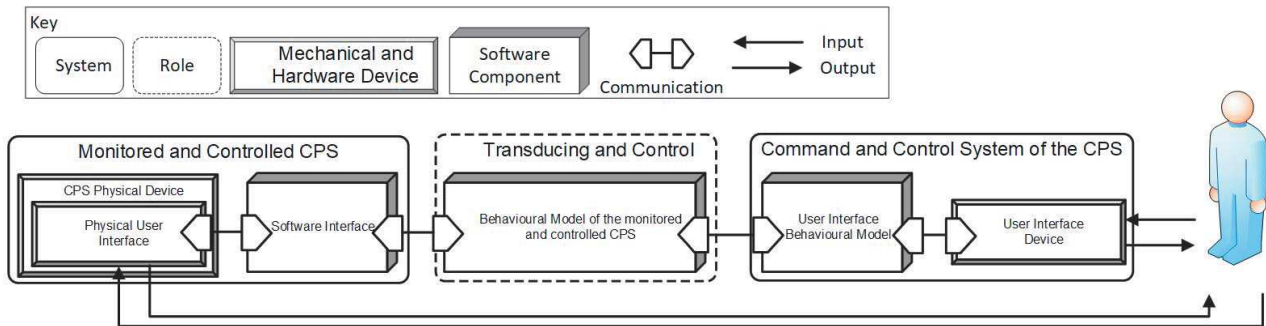 Key
System
Role
Mechanical and
Hardware Device
Software
Component
Communication
Input
Output
Monitored and Controlled CPS
CPS Physical Device
Physical User
Interface
Software Interface
Transducing and Control
Behavioural Model of the monitored
and controlled CPS
Command and Control System of the CPS
User Interface
Behavioural Model
User Interface
Device